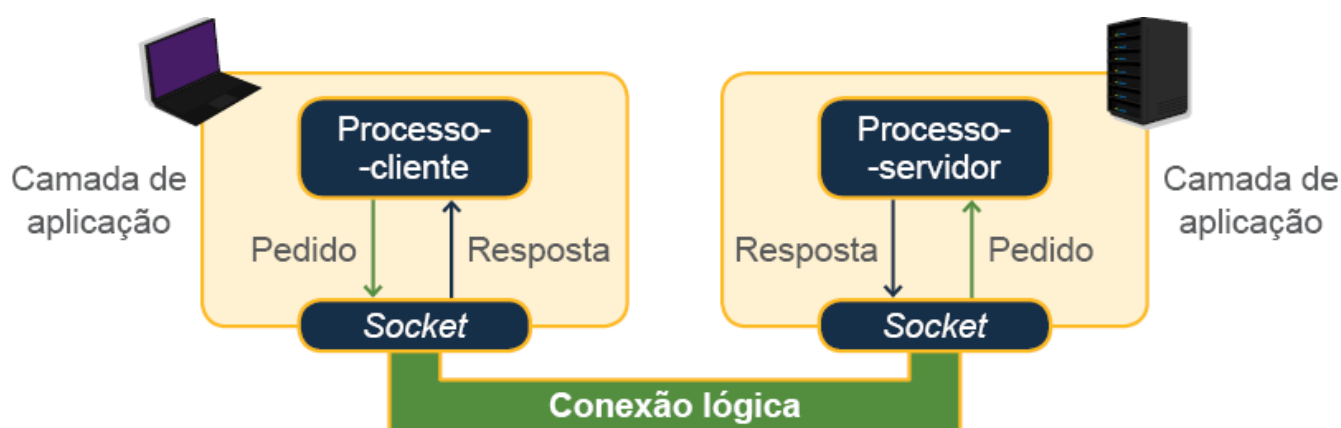 Camada de
aplicação
Processo-
-cliente
Pedido
Resposta
Socket
Processo-
-servidor
Resposta
Pedido
Socket
Camada de
aplicação
Conexão lógica